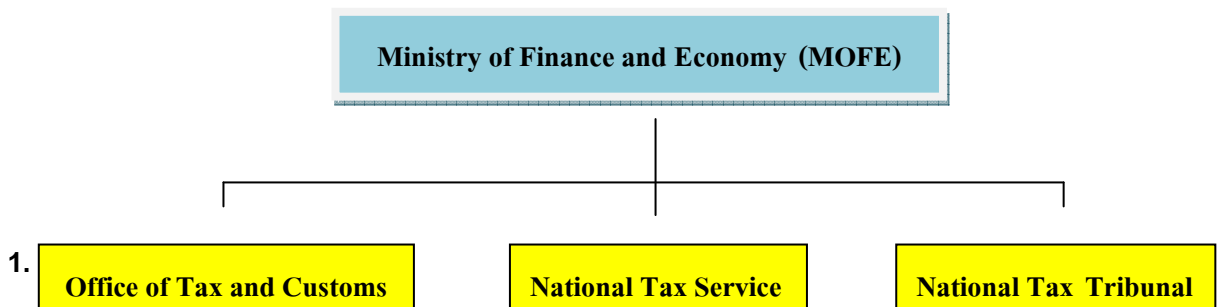 Ministry of Finance and Economy (MOFE)
1.
Office of Tax and Customs
National Tax Service
National Tax Tribunal